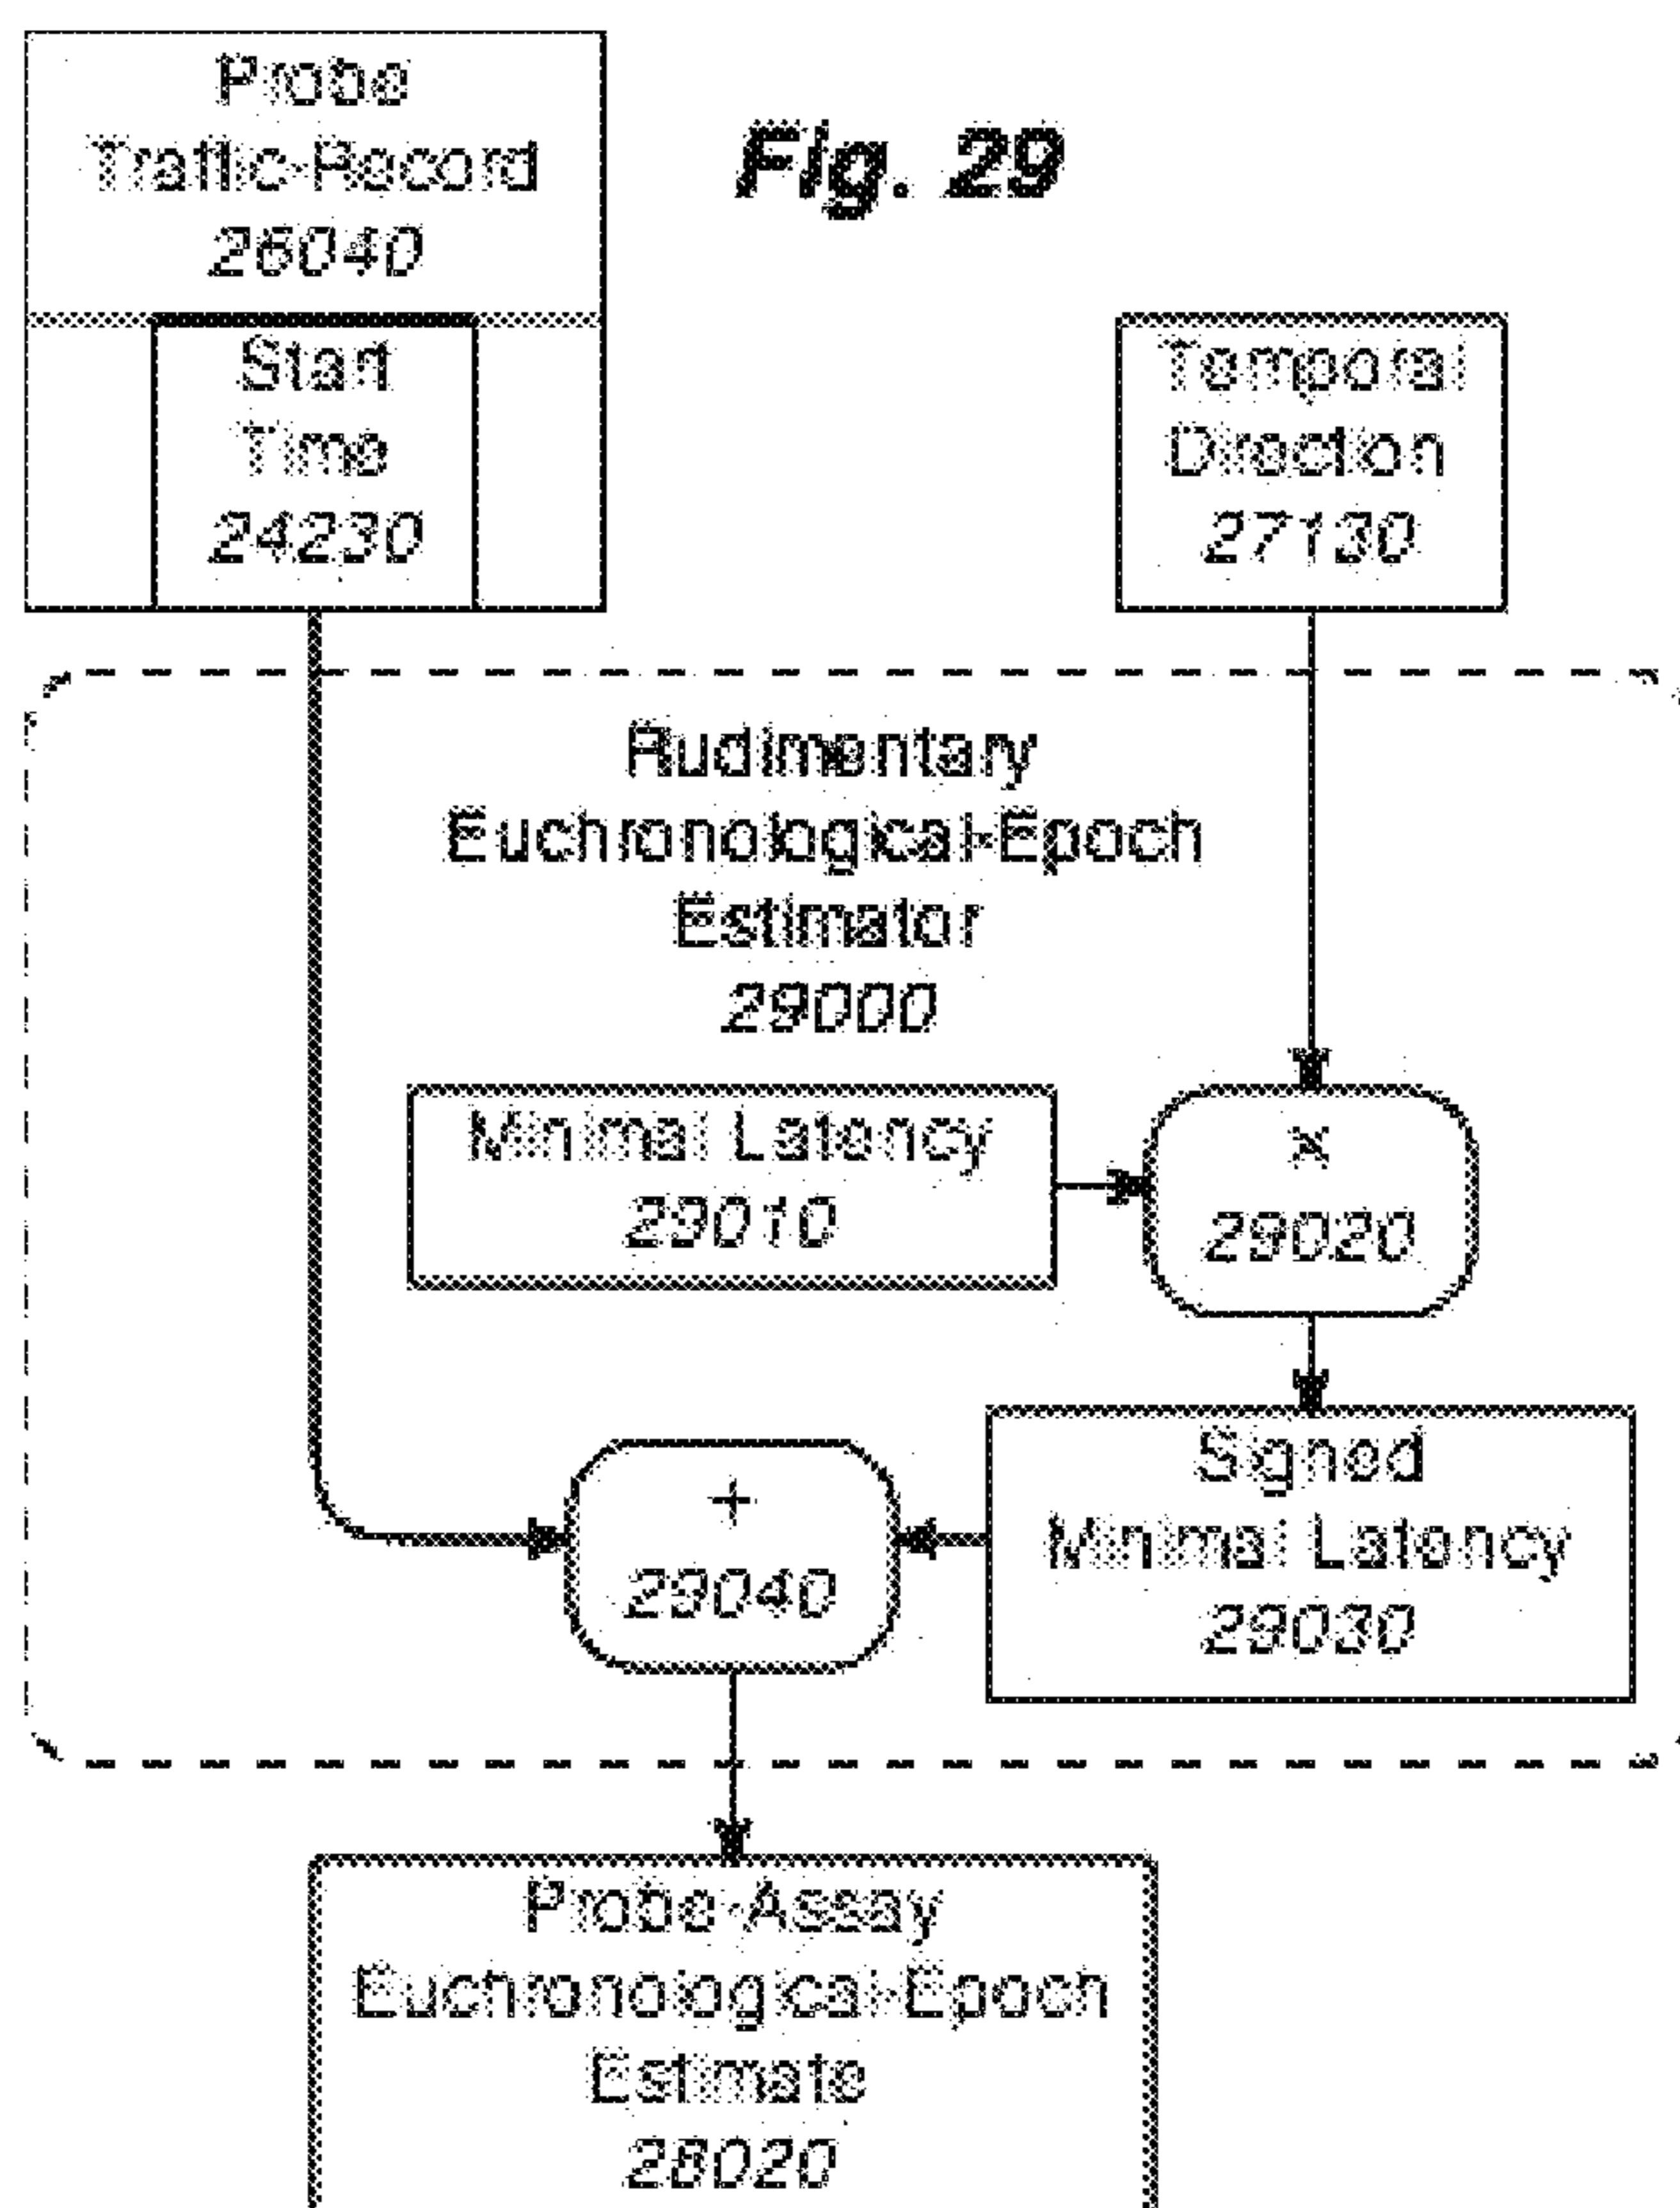 Probe
Traffic-Record
26040
Fig. 29
Start
Time
24230
Temporal
Direction
27130
Rudimentary
Euchronological-Epoch
Estimator
29000
Minimal Latency
29010
×
29020
+
29040
Signed
Minimal Latency
29030
Probe-Assay
Euchronological-Epoch
Estimate
28020